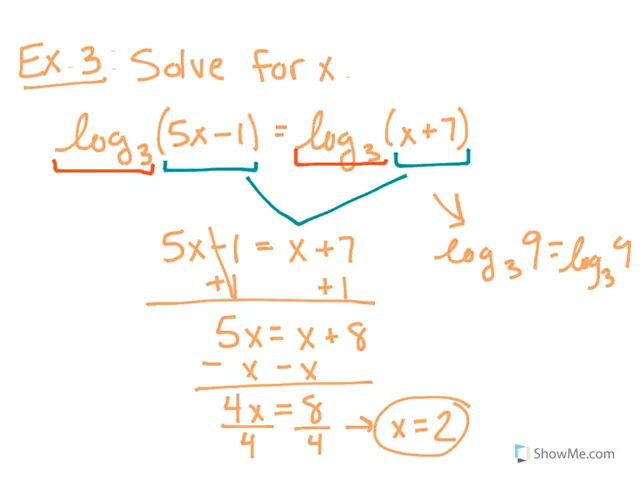 Ex. 3: Solve for x.
log₃(5x-1) = log₃(x+7)
5x-1 = x+7
+1 +1
log₃9=log₃9
5x = x+8
- x - x
4x = 8
4 4
→ x=2
ShowMe.com